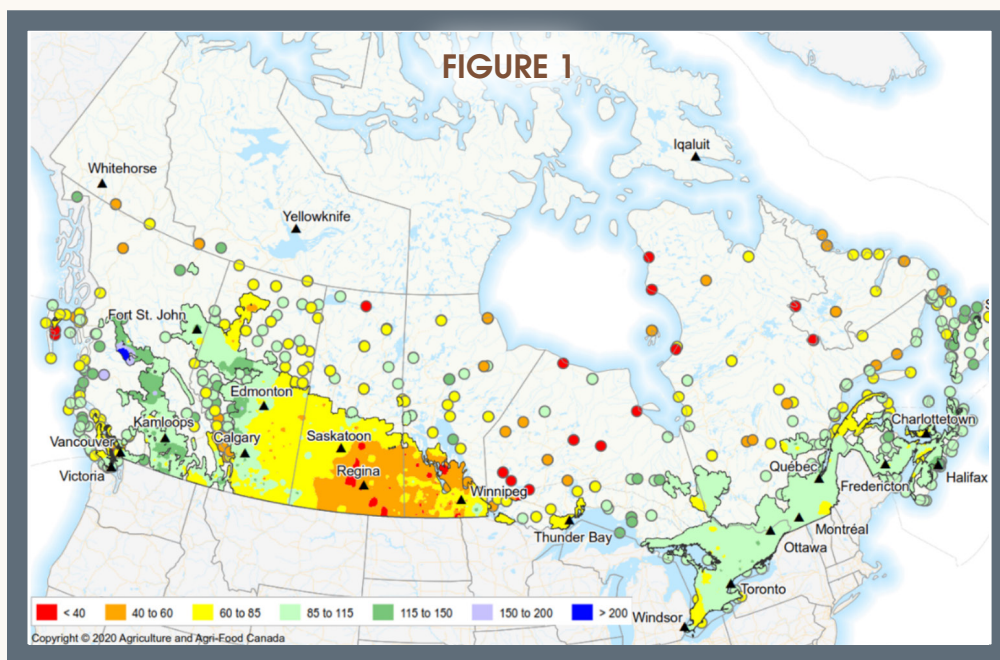 FIGURE 1
Iqaluit
Whitehorse
Yellowknife
Fort St. John
S
Edmonton
Kamloops
Charlottetown
Vancouver
Calgary
Saskatoon
Québec
Regina
Victoria
Halifax
Winnipeg
Fredericton
Montréal
Thunder Bay
Ottawa
Toronto
Windsor
< 40 40 to 60 60 to 85 85 to 115 115 to 150 150 to 200 > 200
Copyright © 2020 Agriculture and Agri-Food Canada